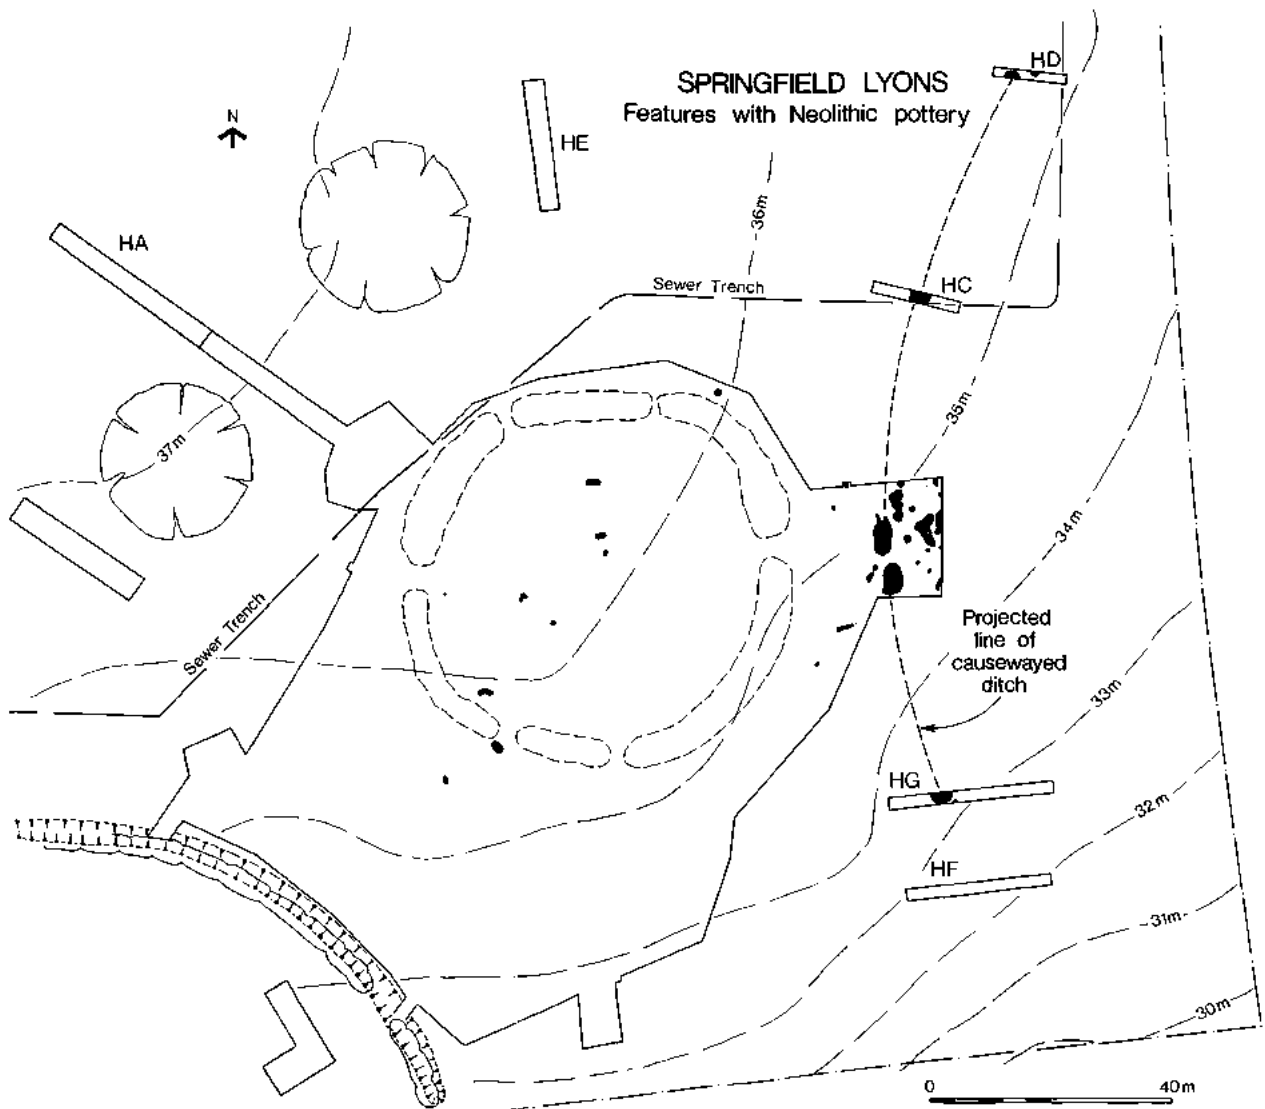 HD
SPRINGFIELD LYONS
Features with Neolithic pottery
N
HE
36m
HA
Sewer Trench
HC
35m
37m
34m
Sewer Trench
Projected
line of
causewayed
ditch
33m
HG
32m
HF
31m
30m
0 40m